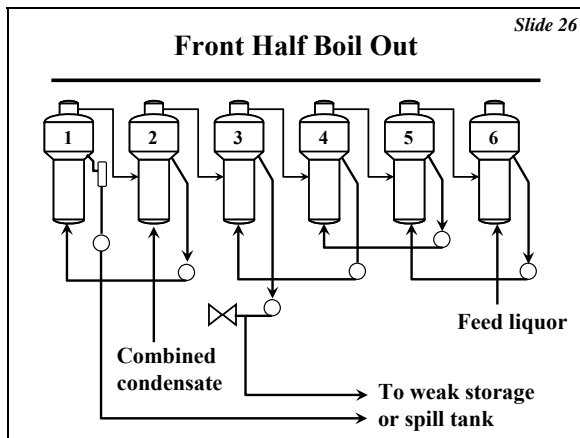 Slide 26
Front Half Boil Out
1 2 3 4 5 6
Feed liquor
Combined
condensate
To weak storage
or spill tank